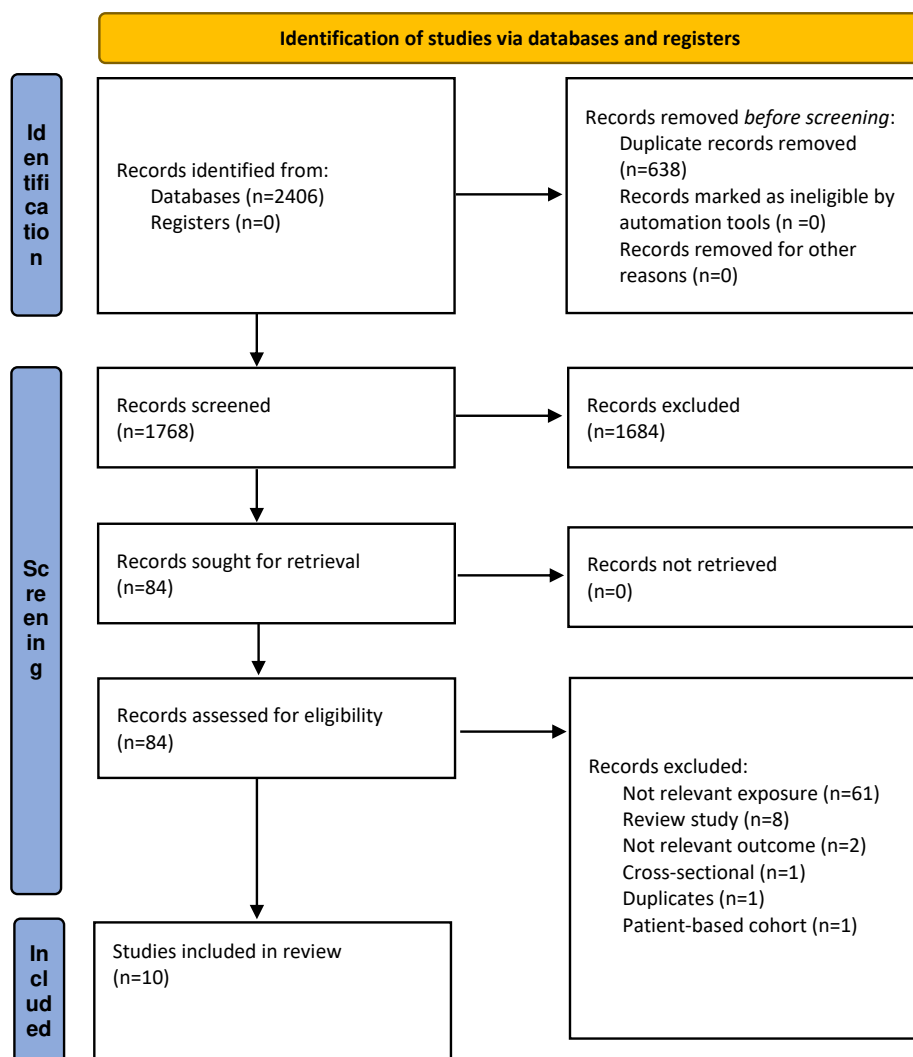 Identification of studies via databases and registers
Id
en
tifi
ca
tio
n
Records identified from:
Databases (n=2406)
Registers (n=0)
Records removed before screening:
Duplicate records removed
(n=638)
Records marked as ineligible by
automation tools (n =0)
Records removed for other
reasons (n=0)
Sc
re
en
in
g
Records screened
(n=1768)
Records excluded
(n=1684)
Records sought for retrieval
(n=84)
Records not retrieved
(n=0)
Records assessed for eligibility
(n=84)
Records excluded:
Not relevant exposure (n=61)
Review study (n=8)
Not relevant outcome (n=2)
Cross-sectional (n=1)
Duplicates (n=1)
Patient-based cohort (n=1)
In
cl
ud
ed
Studies included in review
(n=10)